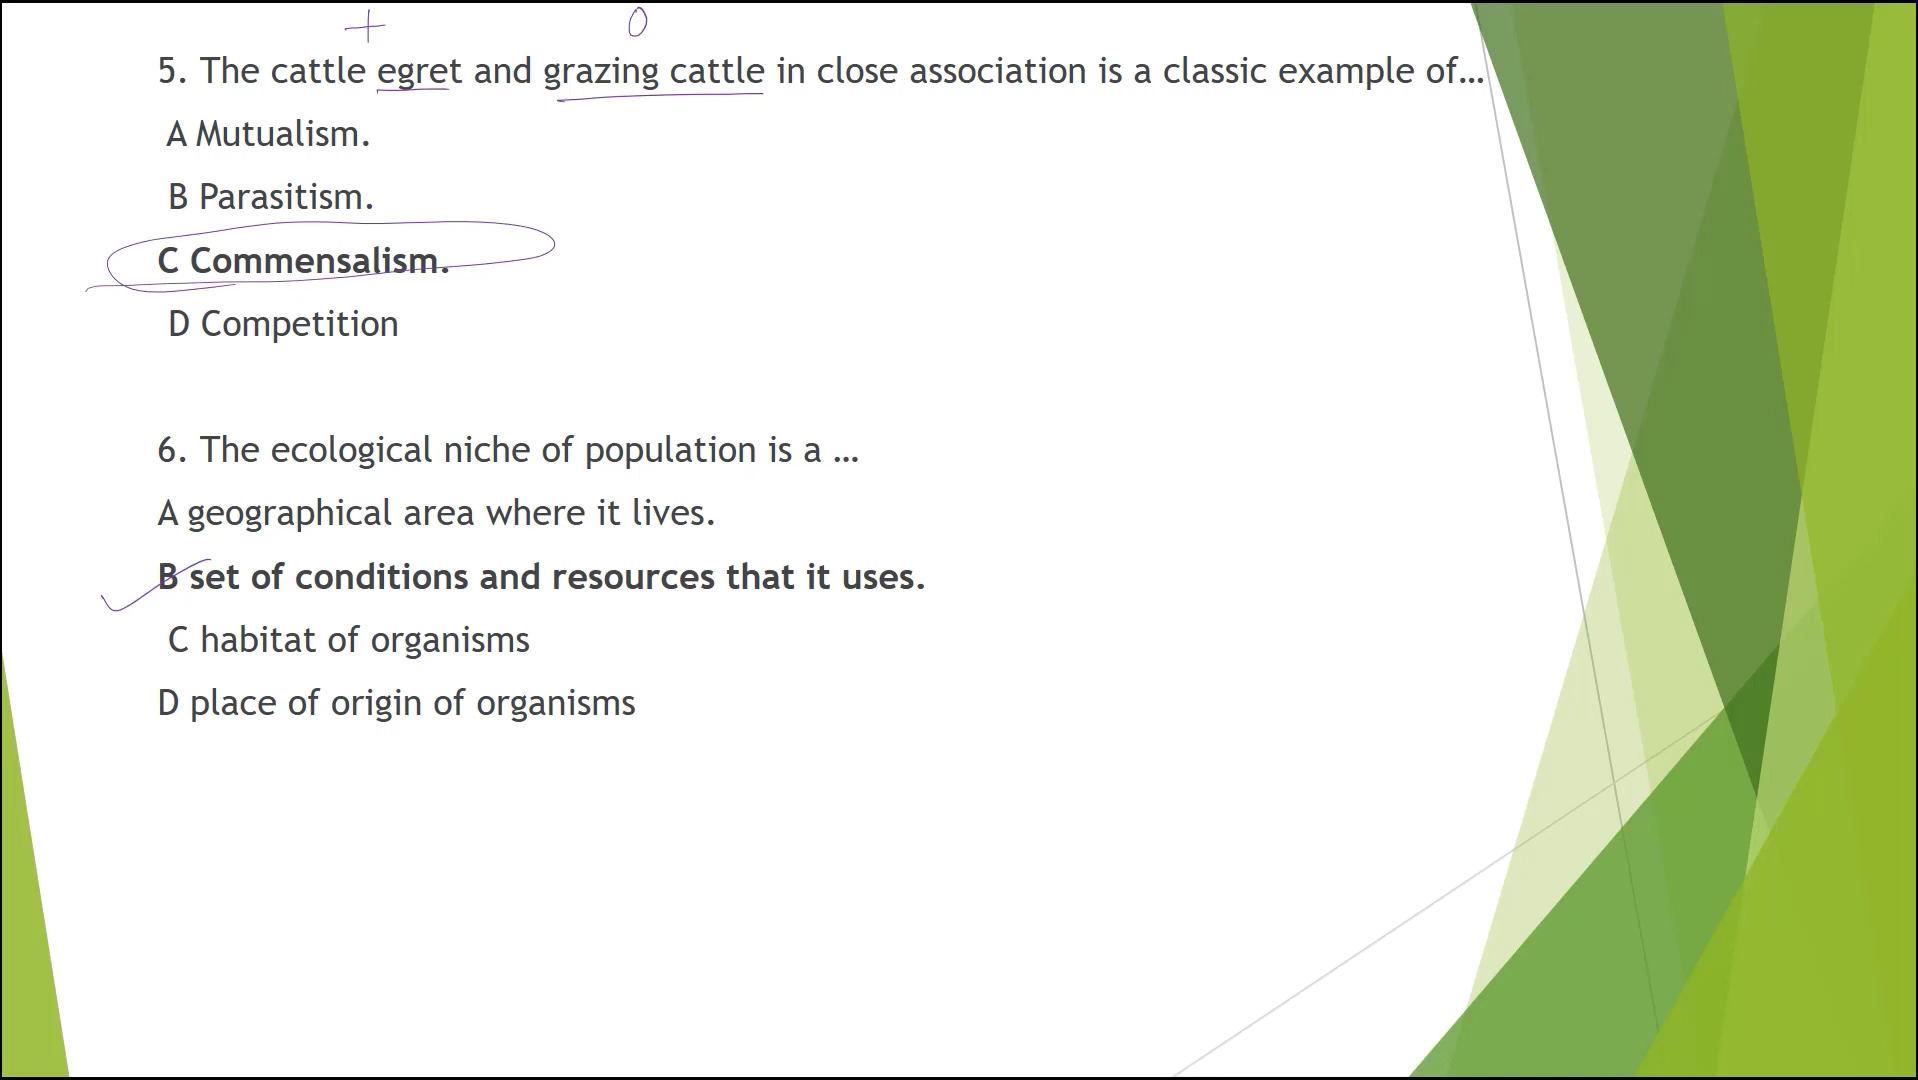 + 0
5. The cattle egret and grazing cattle in close association is a classic example of…
A Mutualism.
B Parasitism.
C Commensalism.
D Competition
6. The ecological niche of population is a …
A geographical area where it lives.
B set of conditions and resources that it uses.
C habitat of organisms
D place of origin of organisms